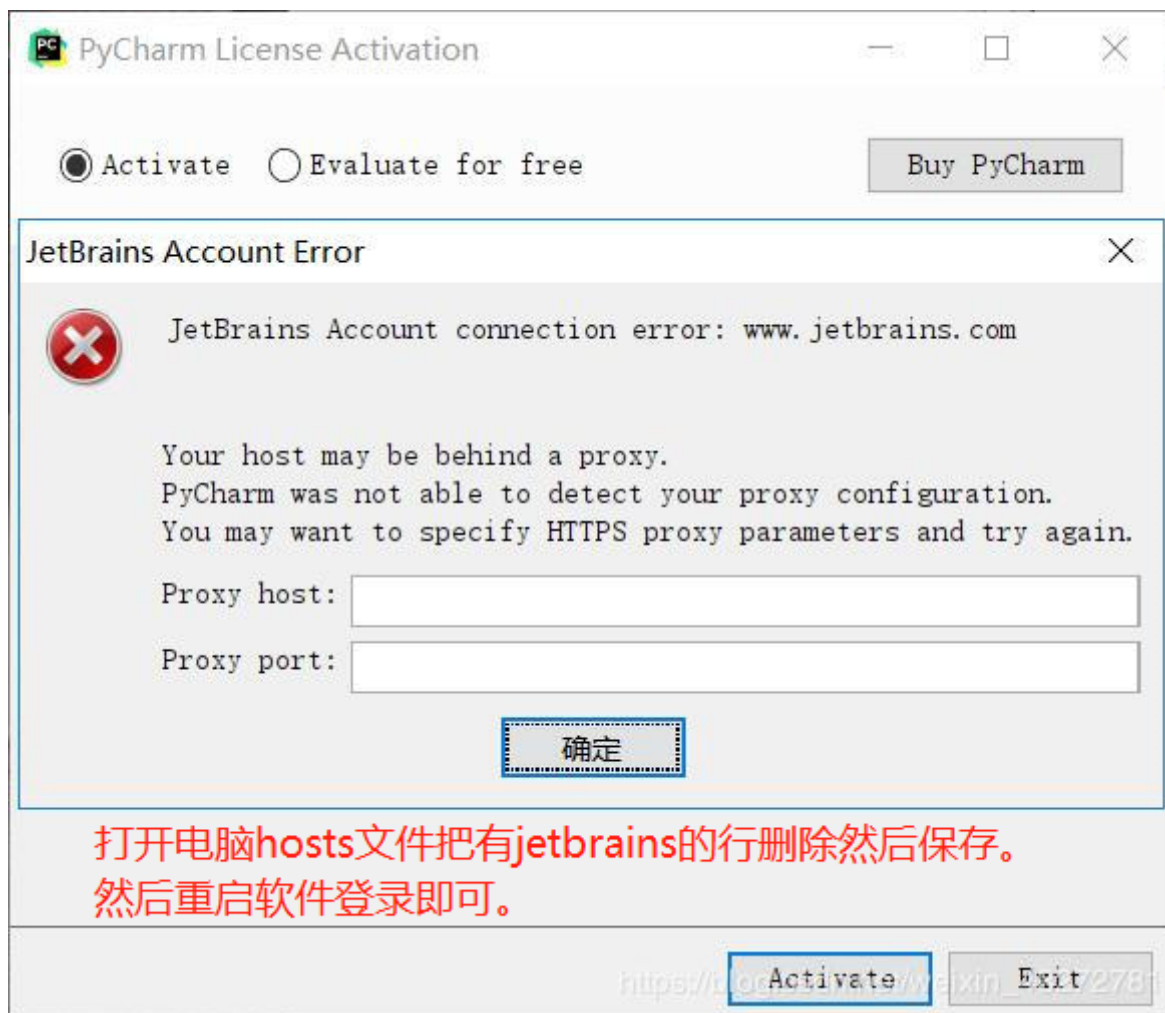 PyCharm License Activation
Activate Evaluate for free Buy PyCharm
JetBrains Account Error
JetBrains Account connection error: www.jetbrains.com
Your host may be behind a proxy.
PyCharm was not able to detect your proxy configuration.
You may want to specify HTTPS proxy parameters and try again.
Proxy host:
Proxy port:
确定
打开电脑hosts文件把有jetbrains的行删除然后保存。
然后重启软件登录即可。
Activate Exit